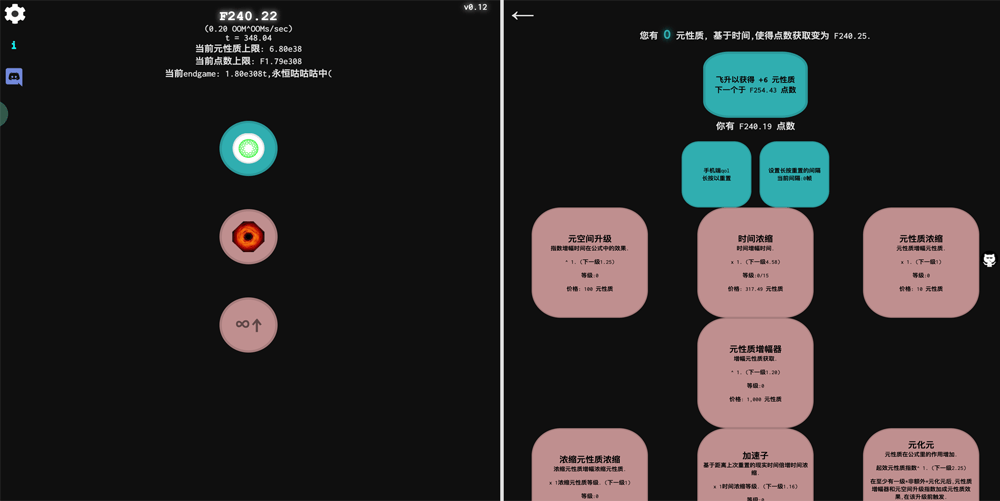 v0.12
F240.22
(0.20 OOM^OOMs/sec)
t = 348.04
当前元性质上限: 6.80e38
当前点数上限: F1.79e308
当前endgame: 1.80e308t,永恒咕咕咕中(
i
∞↑
您有 0 元性质, 基于时间,使得点数获取变为 F240.25.
飞升以获得 +6 元性质
下一个于 F254.43 点数
你有 F240.19 点数
手机端qol
长按以重置
设置长按重置的间隔
当前间隔:0帧
元空间升级
指数增幅时间在公式中的效果.
^ 1.（下一级1.25)
等级:0
价格: 100 元性质
时间浓缩
时间增幅时间.
x 1.（下一级4.58)
等级:0/15
价格: 317.49 元性质
元性质浓缩
元性质增幅元性质.
x 1.（下一级1)
等级:0
价格: 10 元性质
元性质增幅器
增幅元性质获取.
^ 1.（下一级1.20)
等级:0
价格: 1,000 元性质
浓缩元性质浓缩
浓缩元性质增幅浓缩元性质.
x 1浓缩元性质等级.（下一级1)
等级:0
加速子
基于距离上次重置的现实时间倍增时间浓
缩.
x 1时间浓缩等级.（下一级1.16)
等级:0
元化元
元性质在公式里的作用增加.
起效元性质指数^ 1.（下一级2.25)
在至少有一级*非额外*元化元后,元性质
增幅器和元空间升级指数加成元性质效
果.在该升级前触发.